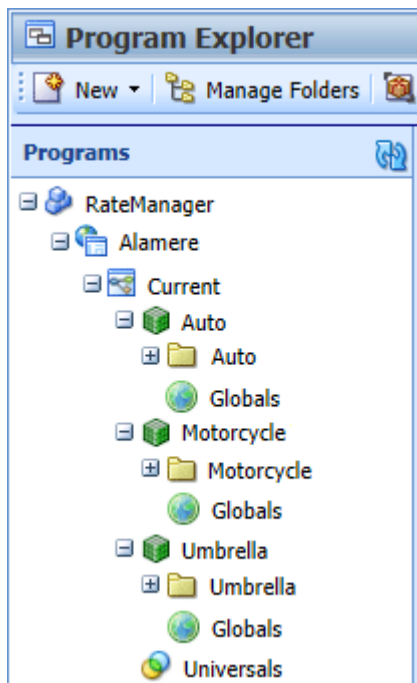 Program Explorer
New Manage Folders
Programs
RateManager
Alamere
Current
Auto
Auto
Globals
Motorcycle
Motorcycle
Globals
Umbrella
Umbrella
Globals
Universals